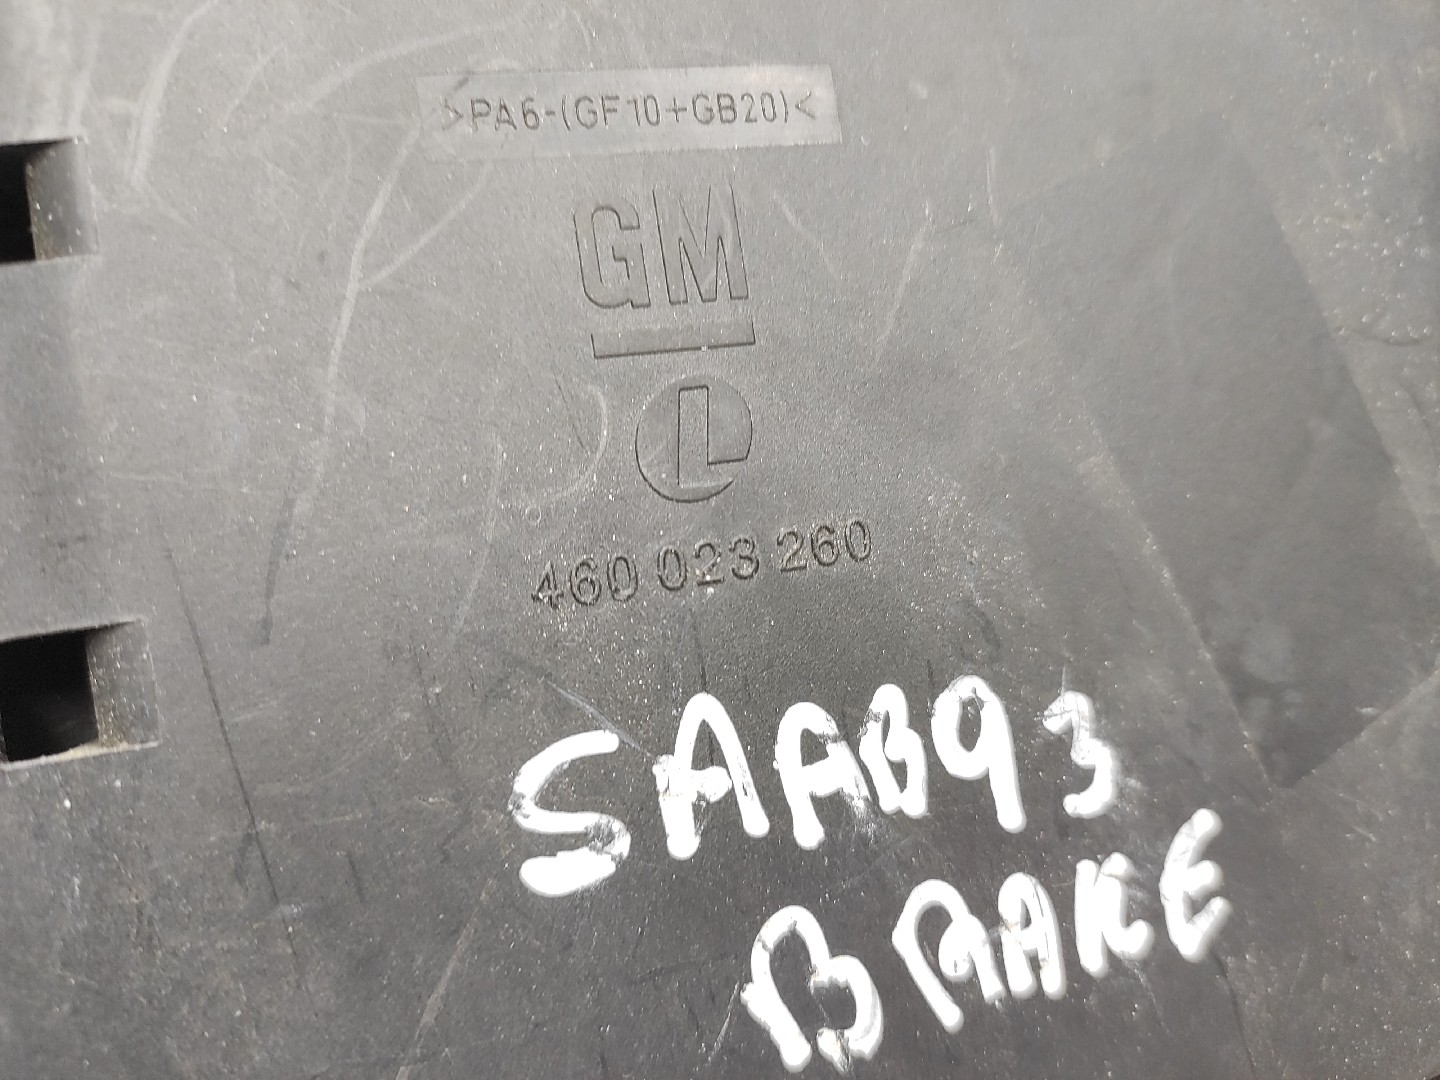 >PA6-(GF10+GB20)<
GM
L
460 023 260
SAAB93
BRAKE